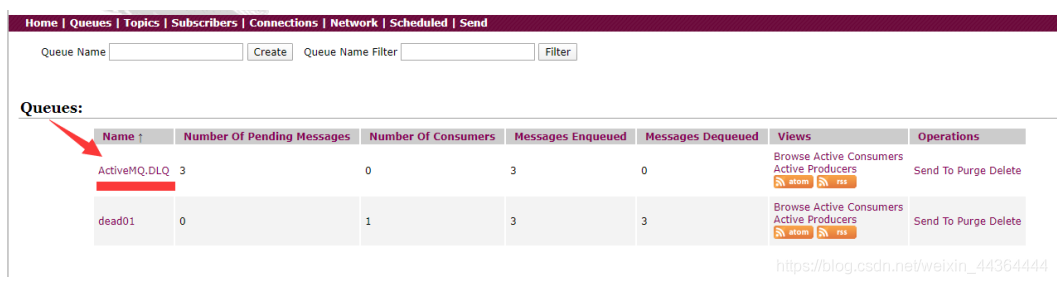 Home | Queues | Topics | Subscribers | Connections | Network | Scheduled | Send
Queue Name Create Queue Name Filter Filter
Queues:
Name ↑ Number Of Pending Messages Number Of Consumers Messages Enqueued Messages Dequeued Views Operations
ActiveMQ.DLQ 3 0 3 0 Browse Active Consumers Active Producers atom rss Send To Purge Delete
dead01 0 1 3 3 Browse Active Consumers Active Producers atom rss Send To Purge Delete
https://blog.csdn.net/weixin_44364444